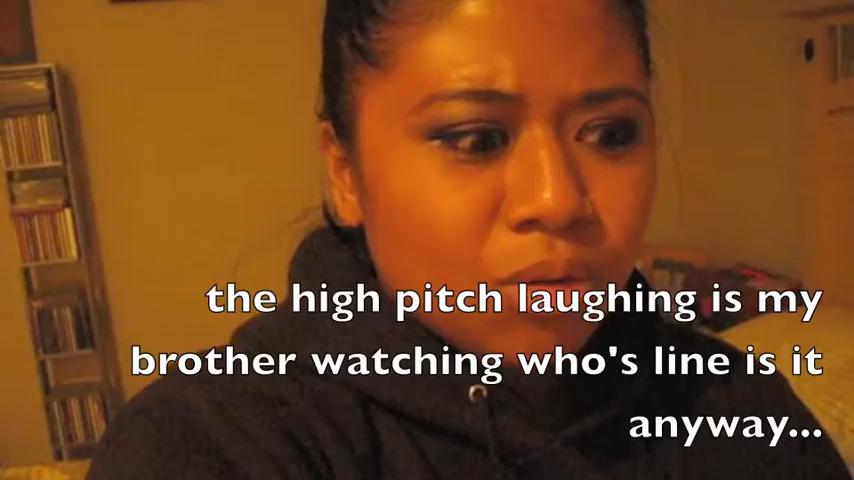 the high pitch laughing is my
brother watching who's line is it
anyway...